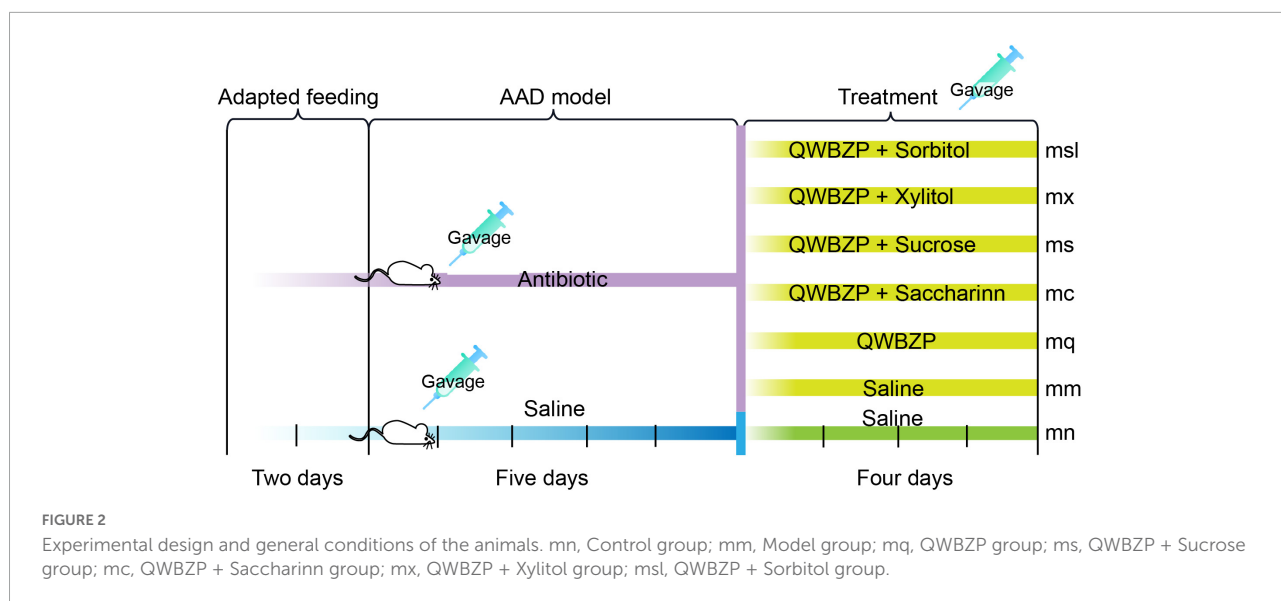 Adapted feeding
AAD model
Treatment
Gavage
QWBZP + Sorbitol
msl
QWBZP + Xylitol
mx
Gavage
QWBZP + Sucrose
ms
Antibiotic
QWBZP + Saccharinn
mc
QWBZP
mq
Gavage
Saline
mm
Saline
Saline
mn
Two days
Five days
Four days
FIGURE 2
Experimental design and general conditions of the animals. mn, Control group; mm, Model group; mq, QWBZP group; ms, QWBZP + Sucrose
group; mc, QWBZP + Saccharinn group; mx, QWBZP + Xylitol group; msl, QWBZP + Sorbitol group.